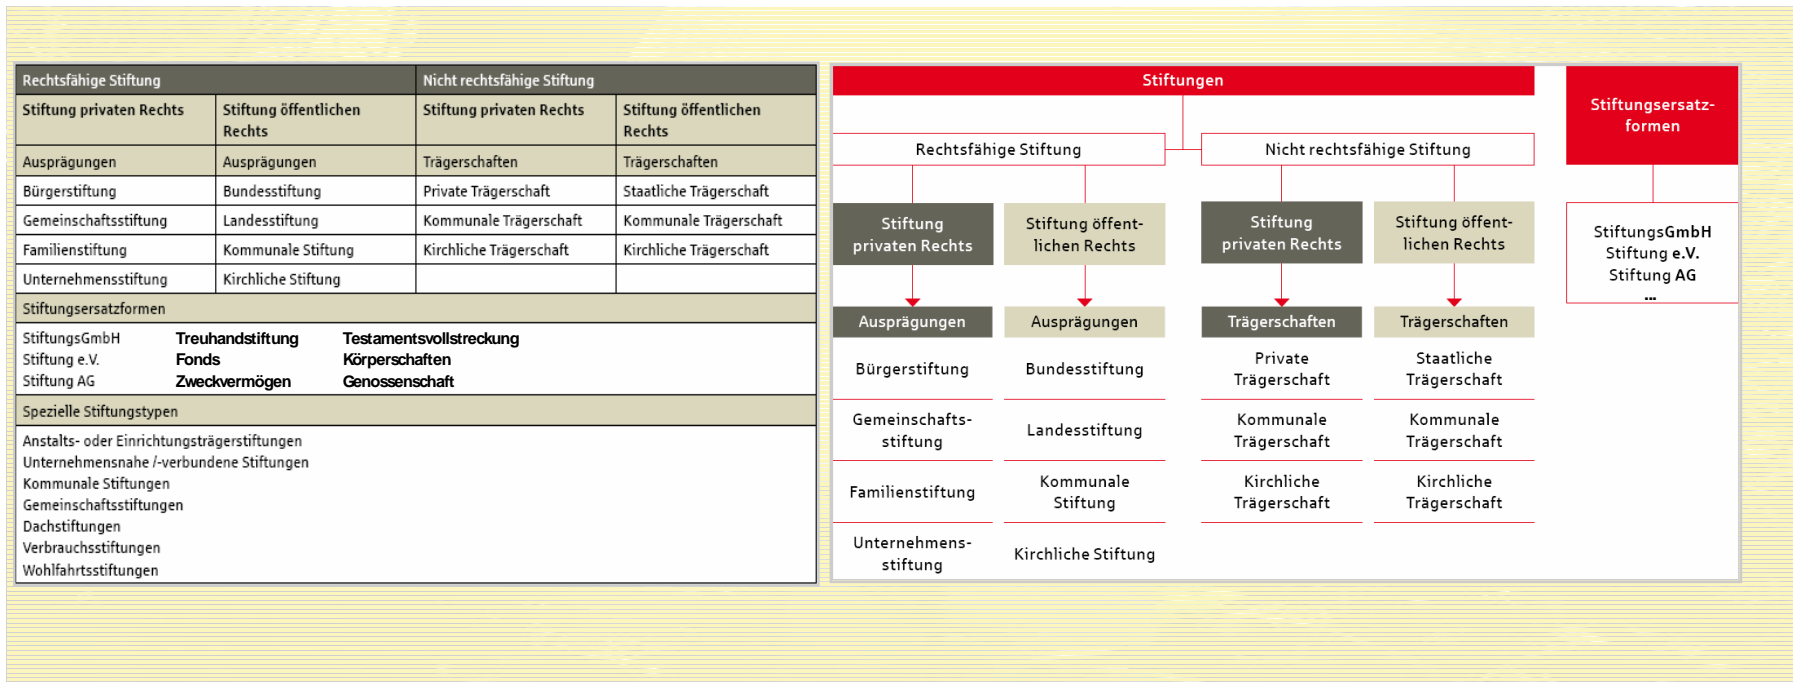 Rechtsfähige Stiftung Nicht rechtsfähige Stiftung
Stiftung privaten Rechts Stiftung öffentlichen Rechts Stiftung privaten Rechts Stiftung öffentlichen Rechts
Ausprägungen Ausprägungen Trägerschaften Trägerschaften
Bürgerstiftung Bundesstiftung Private Trägerschaft Staatliche Trägerschaft
Gemeinschaftsstiftung Landesstiftung Kommunale Trägerschaft Kommunale Trägerschaft
Familienstiftung Kommunale Stiftung Kirchliche Trägerschaft Kirchliche Trägerschaft
Unternehmensstiftung Kirchliche Stiftung
Stiftungsersatzformen
StiftungsGmbH Treuhandstiftung Testamentsvollstreckung
Stiftung e.V. Fonds Körperschaften
Stiftung AG Zweckvermögen Genossenschaft
Spezielle Stiftungstypen
Anstalts- oder Einrichtungsträgerstiftungen
Unternehmensnahe /-verbundene Stiftungen
Kommunale Stiftungen
Gemeinschaftsstiftungen
Dachstiftungen
Verbrauchsstiftungen
Wohlfahrtsstiftungen
Stiftungen
Rechtsfähige Stiftung
Nicht rechtsfähige Stiftung
Stiftung
privaten Rechts
Stiftung öffent-
lichen Rechts
Stiftung
privaten Rechts
Stiftung öffent-
lichen Rechts
Ausprägungen Ausprägungen Trägerschaften Trägerschaften
Bürgerstiftung
Bundesstiftung
Private
Trägerschaft
Staatliche
Trägerschaft
Gemeinschafts-
stiftung
Landesstiftung
Kommunale
Trägerschaft
Kommunale
Trägerschaft
Familienstiftung
Kommunale
Stiftung
Kirchliche
Trägerschaft
Kirchliche
Trägerschaft
Unternehmens-
stiftung
Kirchliche Stiftung
Stiftungsersatz-
formen
StiftungsGmbH
Stiftung e.V.
Stiftung AG
...